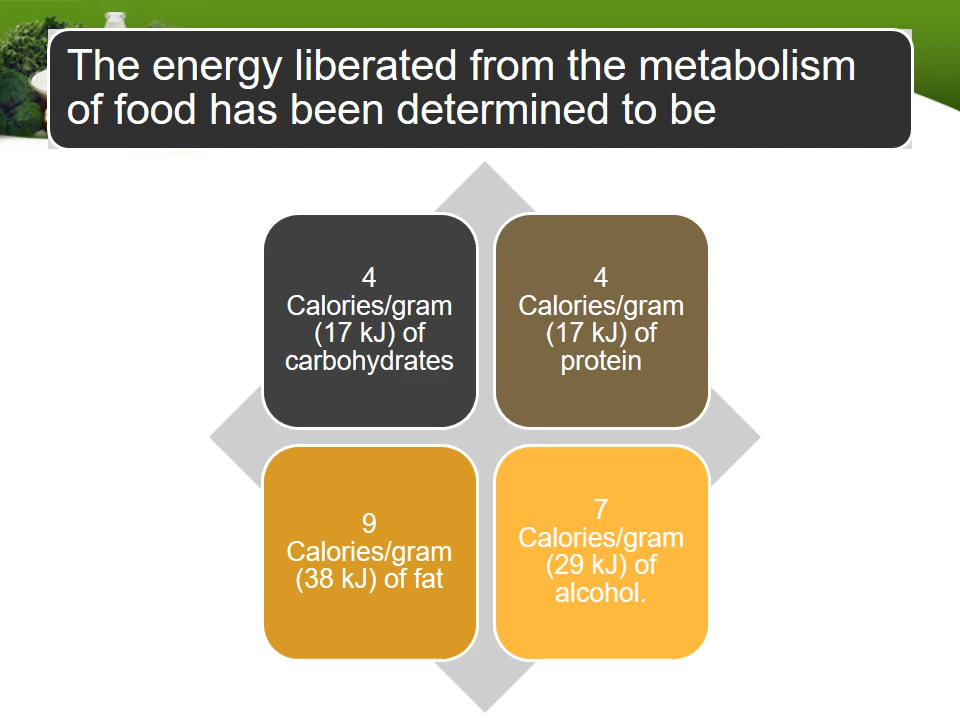 The energy liberated from the metabolism
of food has been determined to be
4
Calories/gram
(17 kJ) of
carbohydrates
4
Calories/gram
(17 kJ) of
protein
9
Calories/gram
(38 kJ) of fat
7
Calories/gram
(29 kJ) of
alcohol.